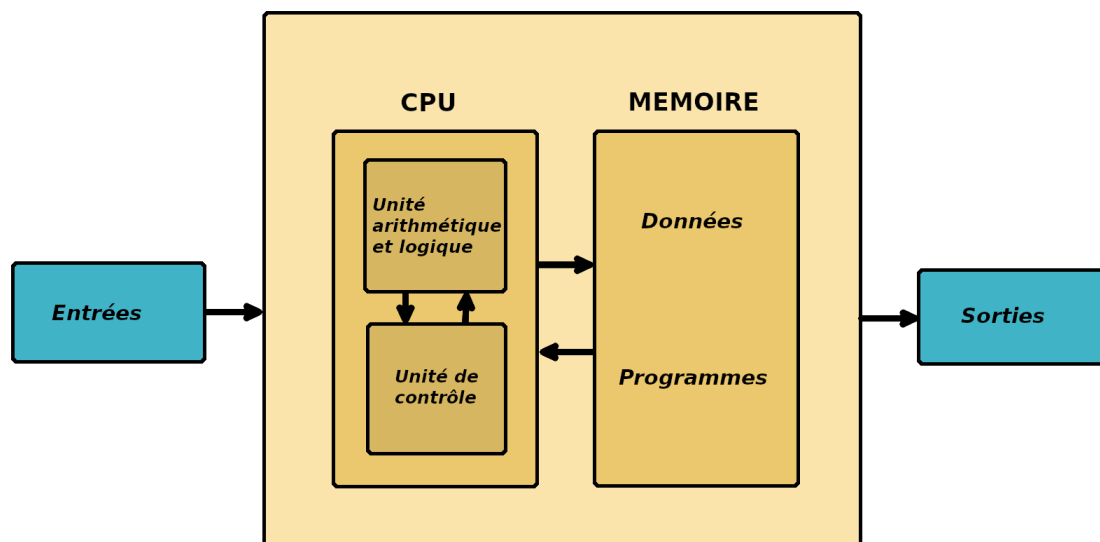 CPU
MEMOIRE
Unité
arithmétique
et logique
Données
Entrées
Sorties
Unité de
contrôle
Programmes